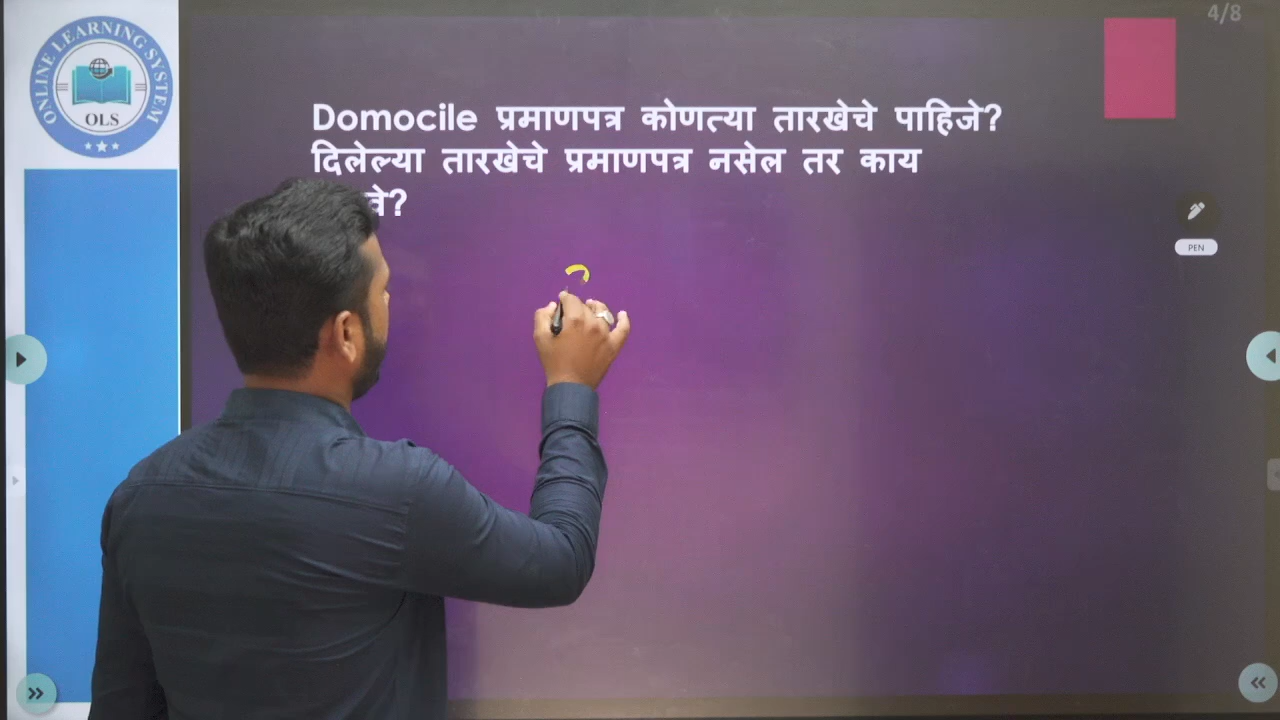 4/8
ONLINE LEARNING SYSTEM
OLS
Domocile प्रमाणपत्र कोणत्या तारखेचे पाहिजे?
दिलेल्या तारखेचे प्रमाणपत्र नसेल तर काय
वे?
PEN